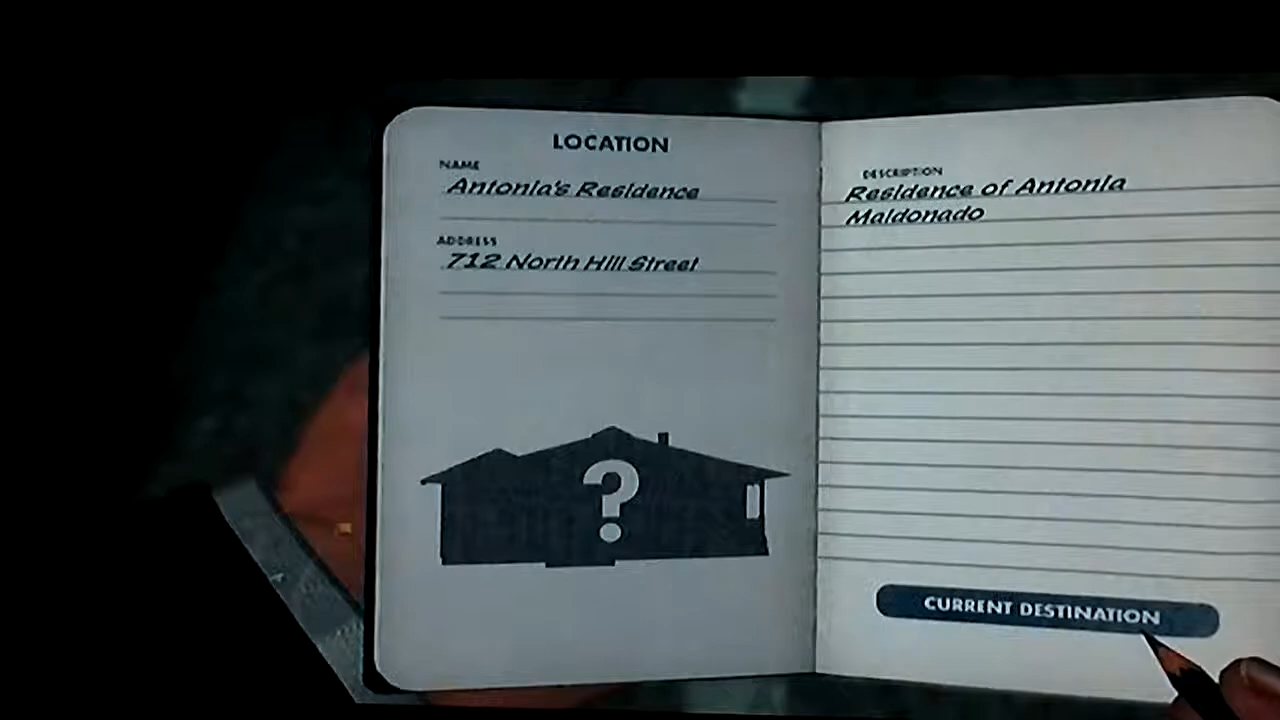 LOCATION
NAME
Antonia's Residence
ADDRESS
712 North Hill Street
?
DESCRIPTION
Residence of Antonia
Maldonado
CURRENT DESTINATION